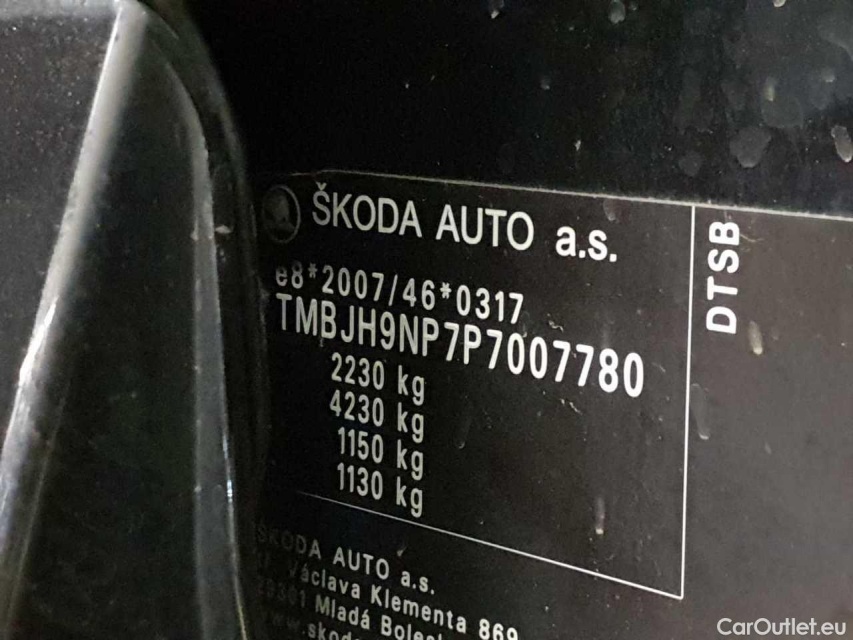 ŠKODA AUTO a.s.
e8*2007/46*0317
TMBJH9NP7P7007780
2230 kg
4230 kg
1150 kg
1130 kg
DTSB
ŠKODA AUTO a.s.
Václava Klementa 869
Mladá
CarOutlet.eu